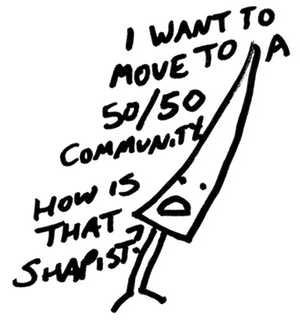 I WANT TO
MOVE TO A
50/50
COMMUNITY
HOW IS
THAT
SHAPIST?